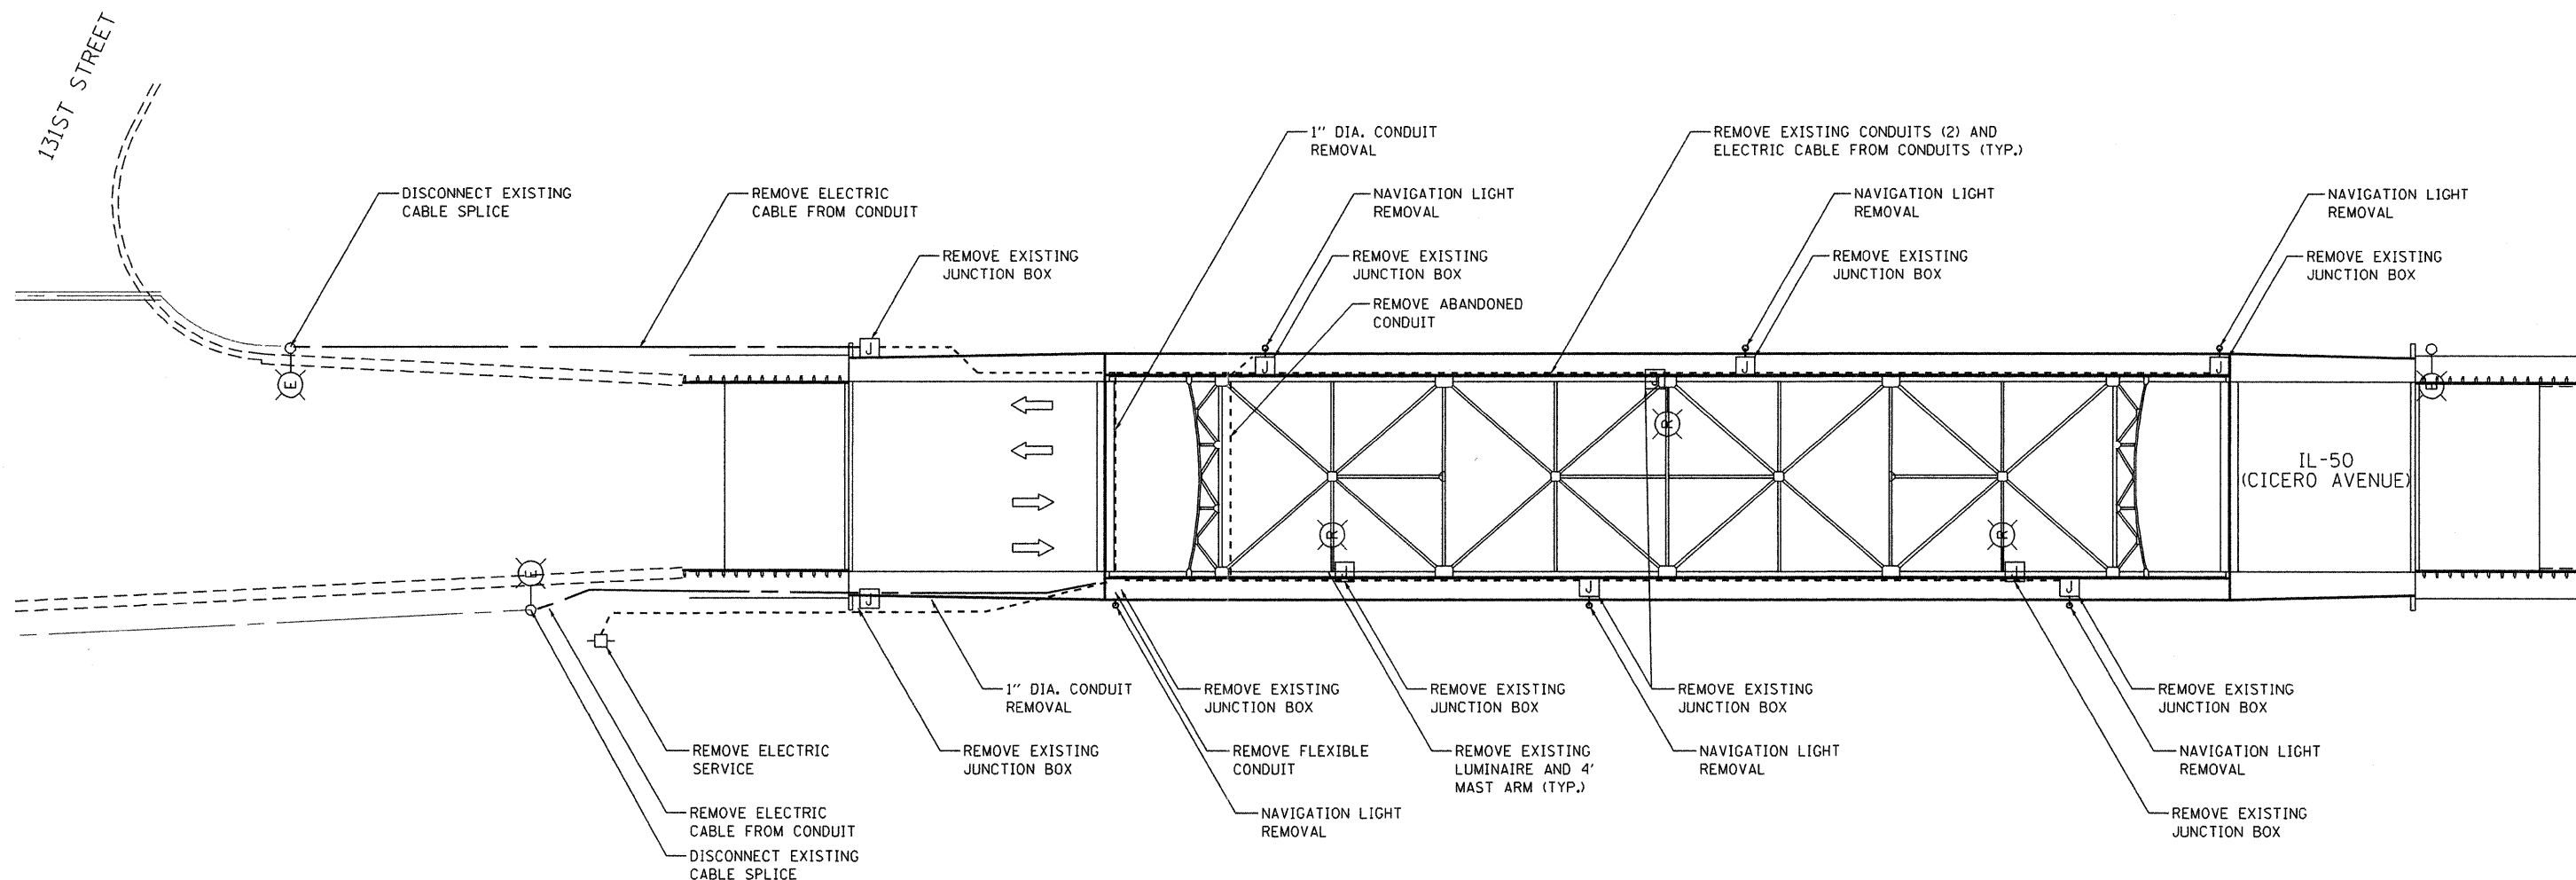 131ST STREET
1" DIA. CONDUIT
REMOVAL
REMOVE EXISTING CONDUITS (2) AND
ELECTRIC CABLE FROM CONDUITS (TYP.)
DISCONNECT EXISTING
CABLE SPLICE
REMOVE ELECTRIC
CABLE FROM CONDUIT
NAVIGATION LIGHT
REMOVAL
NAVIGATION LIGHT
REMOVAL
NAVIGATION LIGHT
REMOVAL
REMOVE EXISTING
JUNCTION BOX
REMOVE EXISTING
JUNCTION BOX
REMOVE EXISTING
JUNCTION BOX
REMOVE EXISTING
JUNCTION BOX
REMOVE ABANDONED
CONDUIT
J
J
J
J
J
E
E
R
IL-50
(CICERO AVENUE)
R
R
E
J
J
J
J
J
1" DIA. CONDUIT
REMOVAL
REMOVE EXISTING
JUNCTION BOX
REMOVE EXISTING
JUNCTION BOX
REMOVE EXISTING
JUNCTION BOX
REMOVE EXISTING
JUNCTION BOX
REMOVE ELECTRIC
SERVICE
REMOVE EXISTING
JUNCTION BOX
REMOVE FLEXIBLE
CONDUIT
REMOVE EXISTING
LUMINAIRE AND 4'
MAST ARM (TYP.)
NAVIGATION LIGHT
REMOVAL
NAVIGATION LIGHT
REMOVAL
REMOVE ELECTRIC
CABLE FROM CONDUIT
NAVIGATION LIGHT
REMOVAL
REMOVE EXISTING
JUNCTION BOX
DISCONNECT EXISTING
CABLE SPLICE